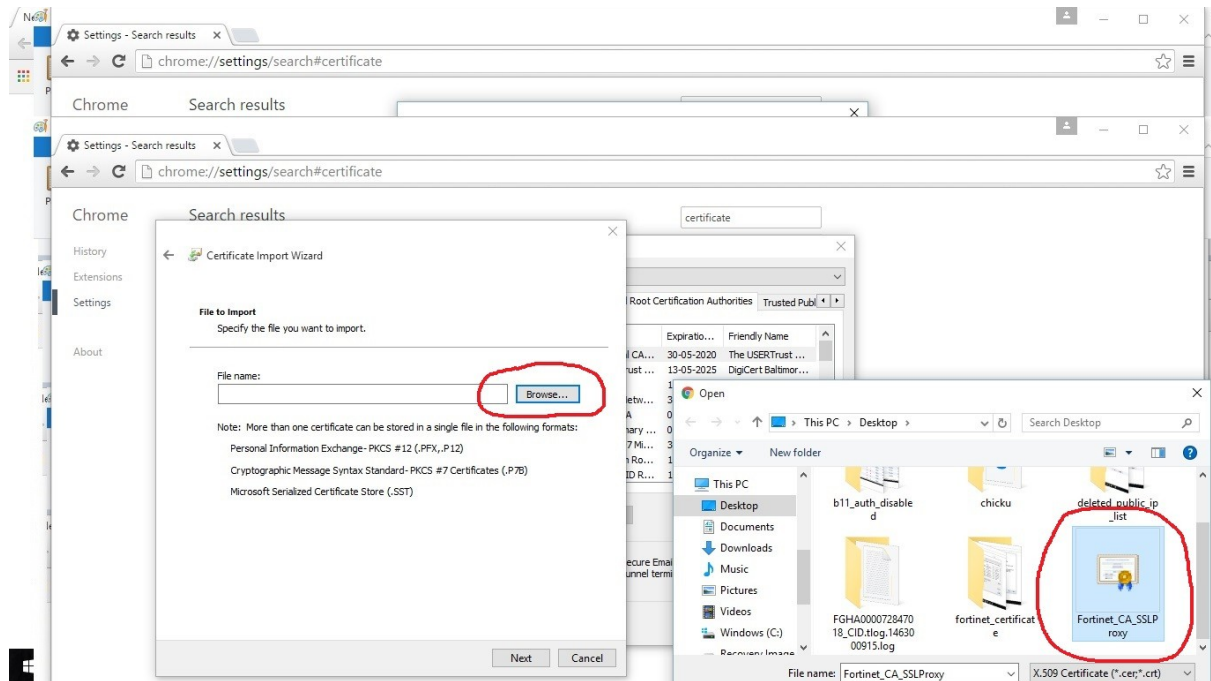 Settings - Search results
chrome://settings/search#certificate
Chrome
Search results
Settings - Search results
chrome://settings/search#certificate
Chrome
Search results
certificate
History
Extensions
Settings
About
Certificate Import Wizard
File to Import
Specify the file you want to import.
File name:
Browse...
Note: More than one certificate can be stored in a single file in the following formats:
Personal Information Exchange- PKCS #12 (.PFX,.P12)
Cryptographic Message Syntax Standard- PKCS #7 Certificates (.P7B)
Microsoft Serialized Certificate Store (.SST)
Next
Cancel
Root Certification Authorities
Trusted Publ
Expiratio...
Friendly Name
CA...
30-05-2020
The USERTrust ...
13-05-2025
DigiCert Baltimor...
Open
This PC > Desktop >
Search Desktop
Organize
New folder
This PC
Desktop
Documents
Downloads
Music
Pictures
Videos
Windows (C:)
Recovery Image
b11_auth_disable
d
chicku
deleted_public_ip
_list
FGHA0000728470
18_CID.tlog.14630
00915.log
fortinet_certificat
e
Fortinet_CA_SSLP
roxy
File name:
Fortinet_CA_SSLProxy
X.509 Certificate (*.cer;*.crt)